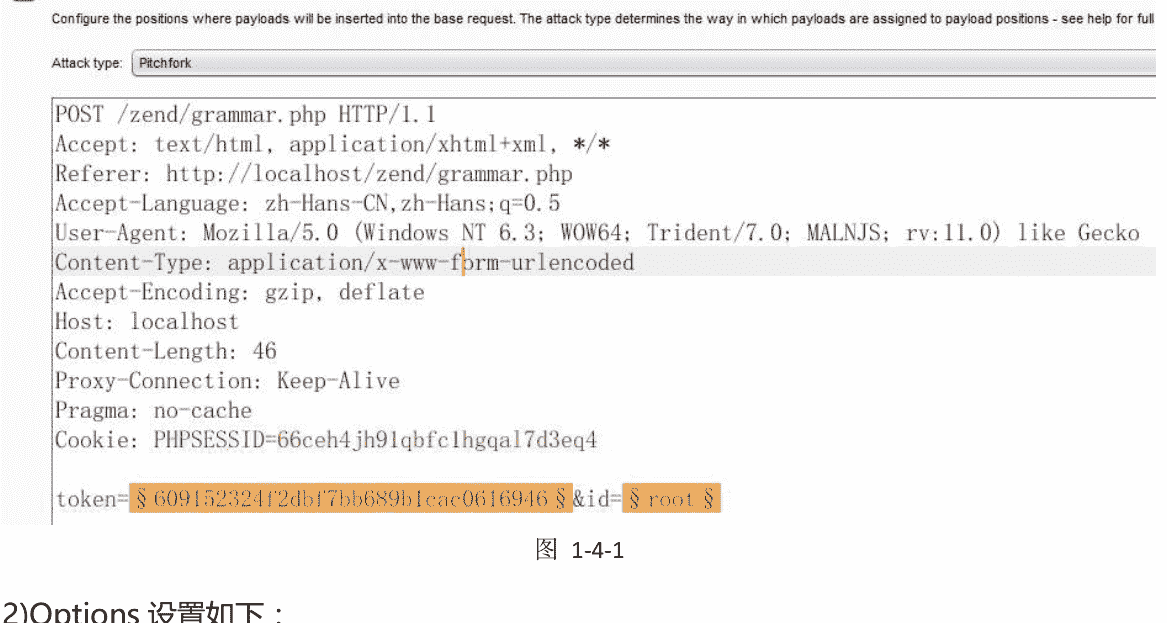 Configure the positions where payloads will be inserted into the base request. The attack type determines the way in which payloads are assigned to payload positions - see help for full
Attack type: Pitchfork
POST /zend/grammar.php HTTP/1.1
Accept: text/html, application/xhtml+xml, */*
Referer: http://localhost/zend/grammar.php
Accept-Language: zh-Hans-CN,zh-Hans;q=0.5
User-Agent: Mozilla/5.0 (Windows NT 6.3; WOW64; Trident/7.0; MALNJS; rv:11.0) like Gecko
Content-Type: application/x-www-form-urlencoded
Accept-Encoding: gzip, deflate
Host: localhost
Content-Length: 46
Proxy-Connection: Keep-Alive
Pragma: no-cache
Cookie: PHPSESSID=66ceh4jh91qbfc1hgqal7d3eq4
token=§609152324f2dbf7bb689b1cac0616946§&id=§root§
图 1-4-1
2)Options 设置如下：